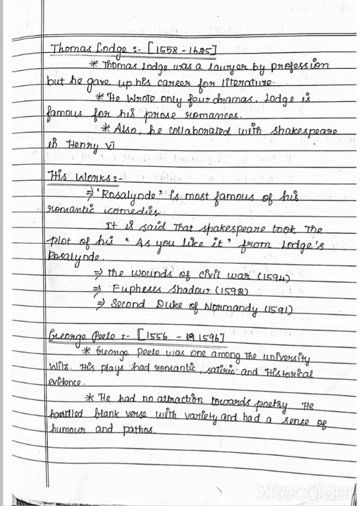 Thomas Lodge :- [1558 - 1625]
* Thomas Lodge was a Lawyer by profession
but he gave up his career for literature.
* He wrote only four dramas. Lodge is
famous for his prose romances.
* Also, he collaborated with shakespeare
in Henry VI
His Works:-
⇒ "Rosalynde" is most famous of his
romantic comedies.
It is said that shakespeare took the
plot of his "As you like it" from Lodge's
Rosalynde.
⇒ The wounds of civil war (1594)
⇒ Euphues Shadow (1592)
⇒ Second Duke of Normandy (1591)
George Peele :- [1556 - 1596]
* George Peele was one among the university
wits. His plays had romantic, satiric and Historical
evidence.
* He had no attraction towards poetry He
handled blank verse with variety and had a sense of
humour and pathos.
XRecorder